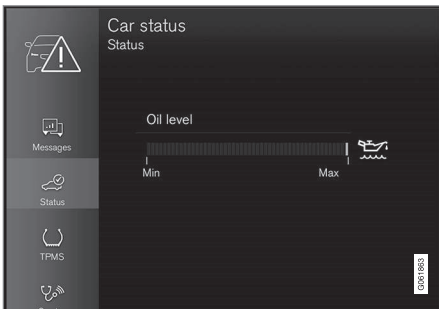 Car status
Status
Messages
Status
TPMS
Oil level
Min Max
G061863